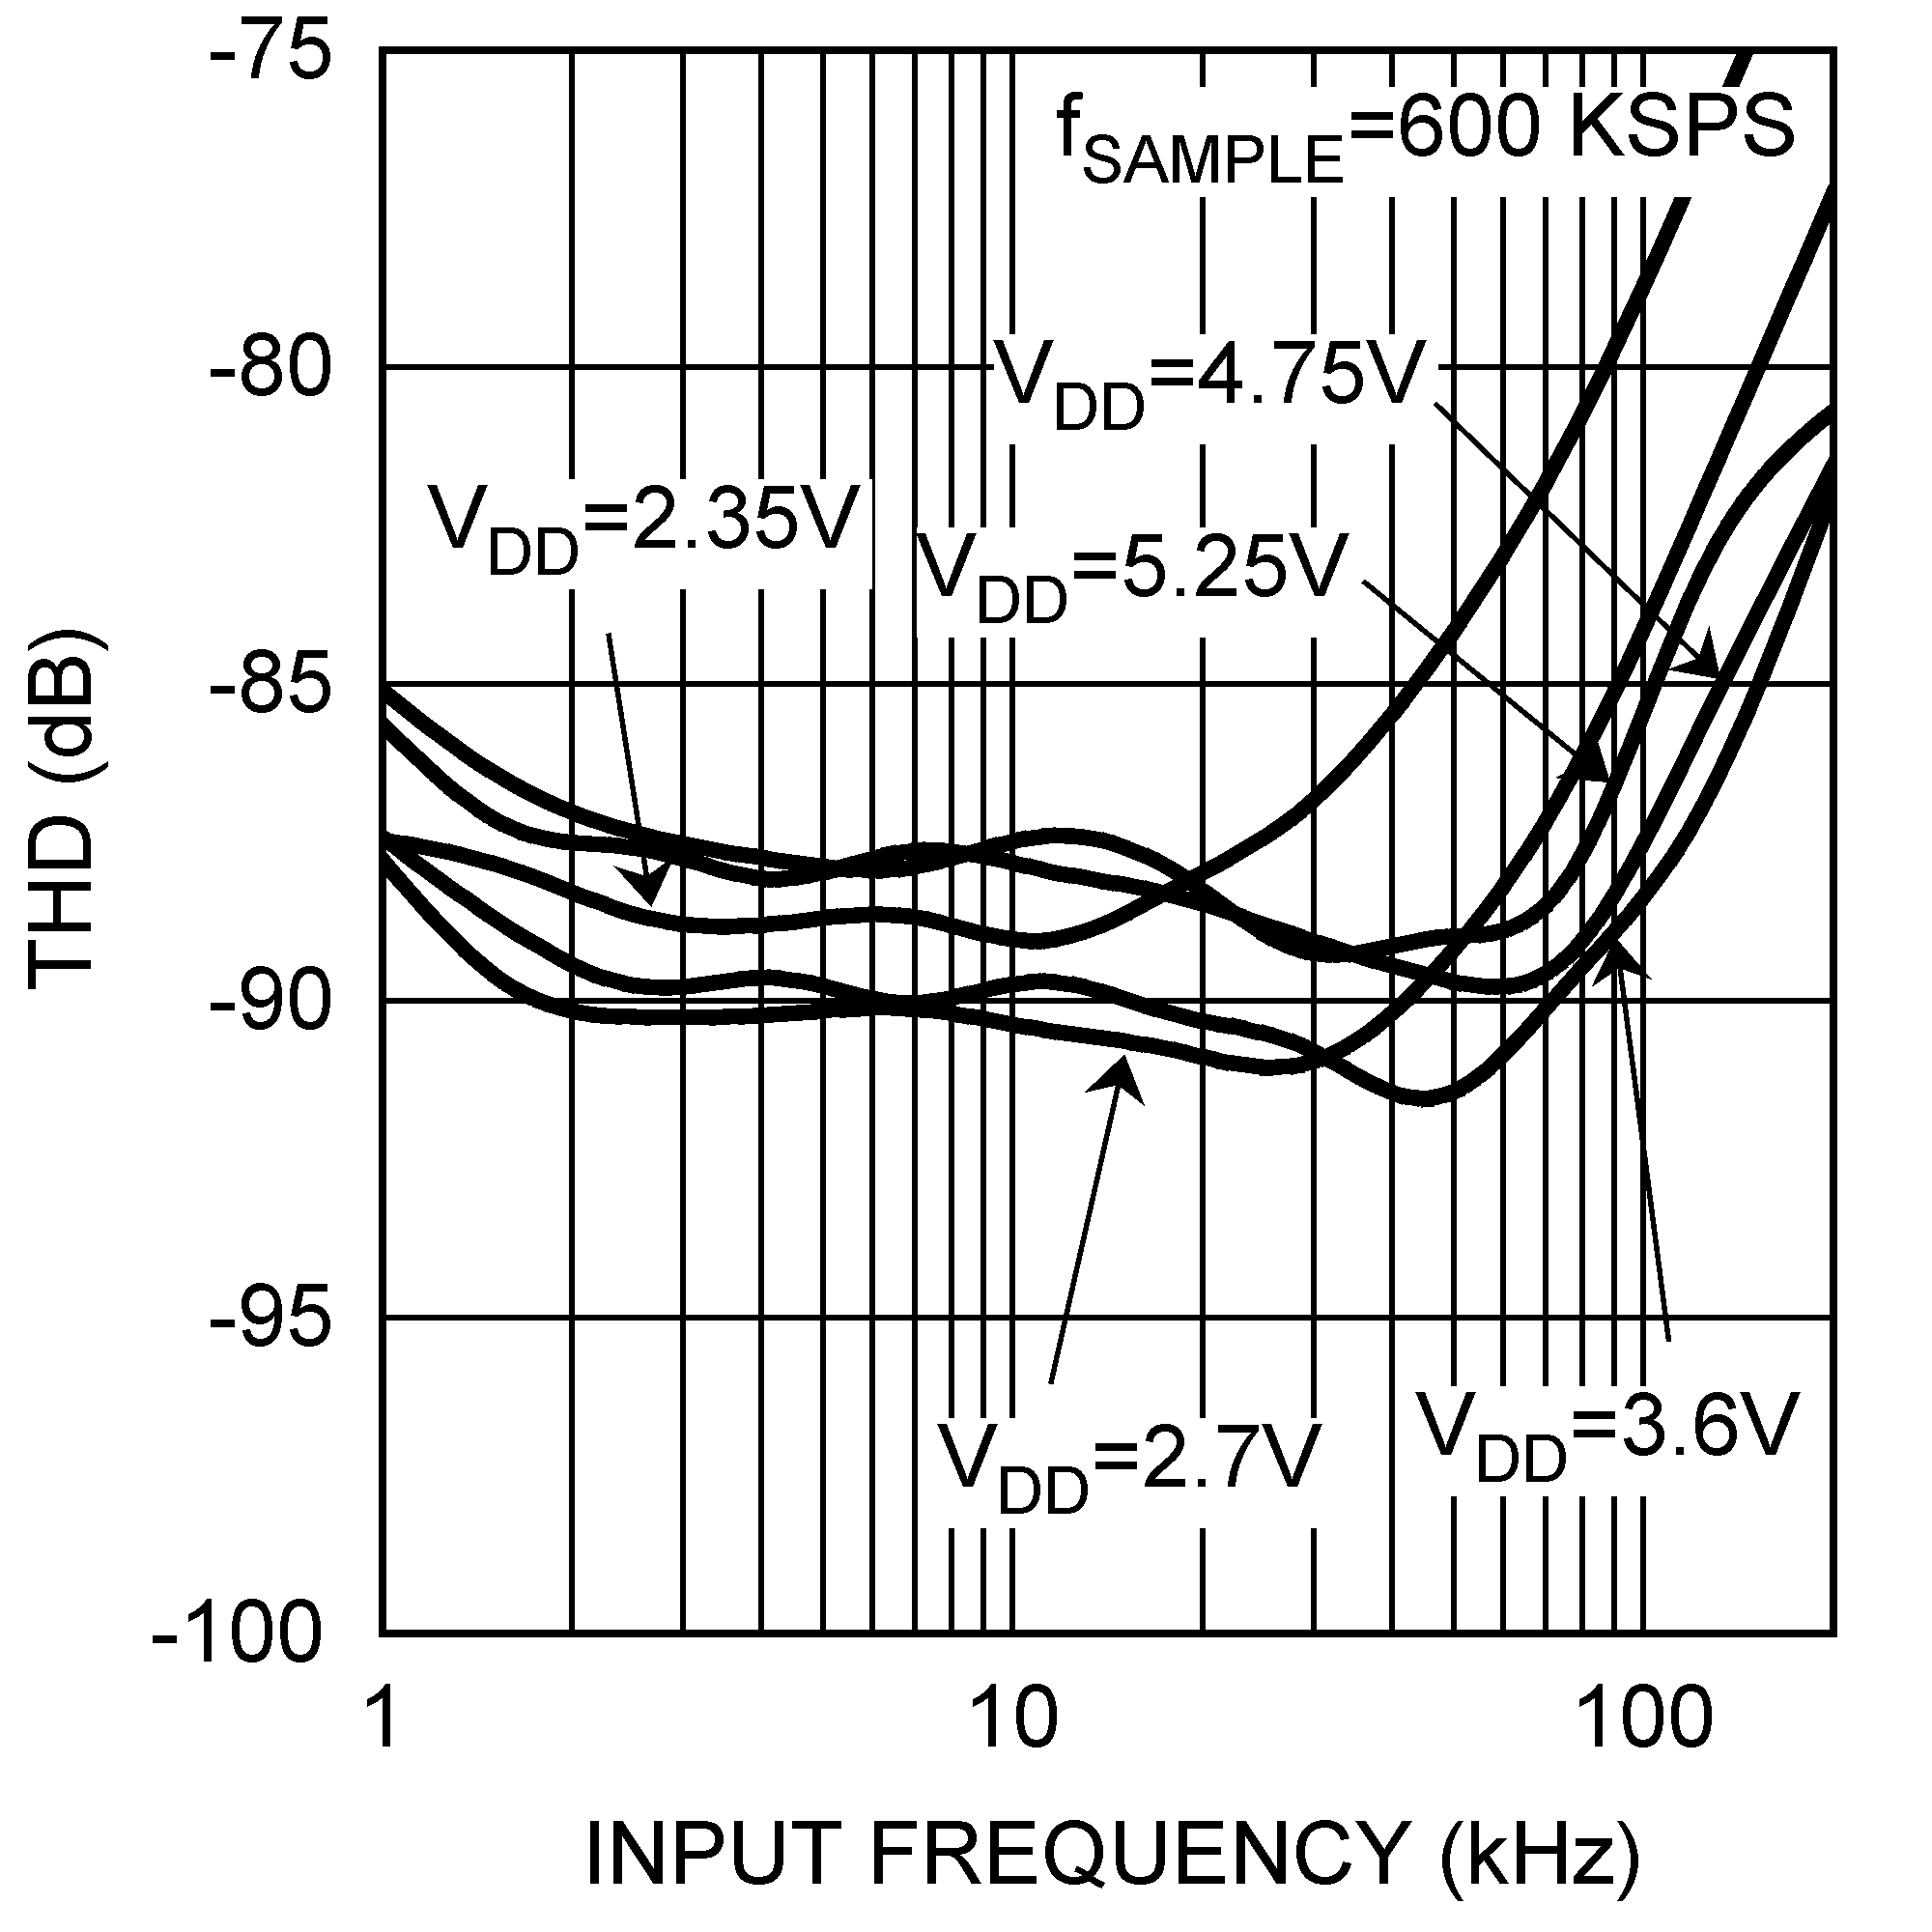 -75
fSAMPLE=600 KSPS
-80
VDD=4.75V
VDD=2.35V
VDD=5.25V
-85
THD (dB)
-90
-95
VDD=2.7V
VDD=3.6V
-100
1 10 100
INPUT FREQUENCY (kHz)